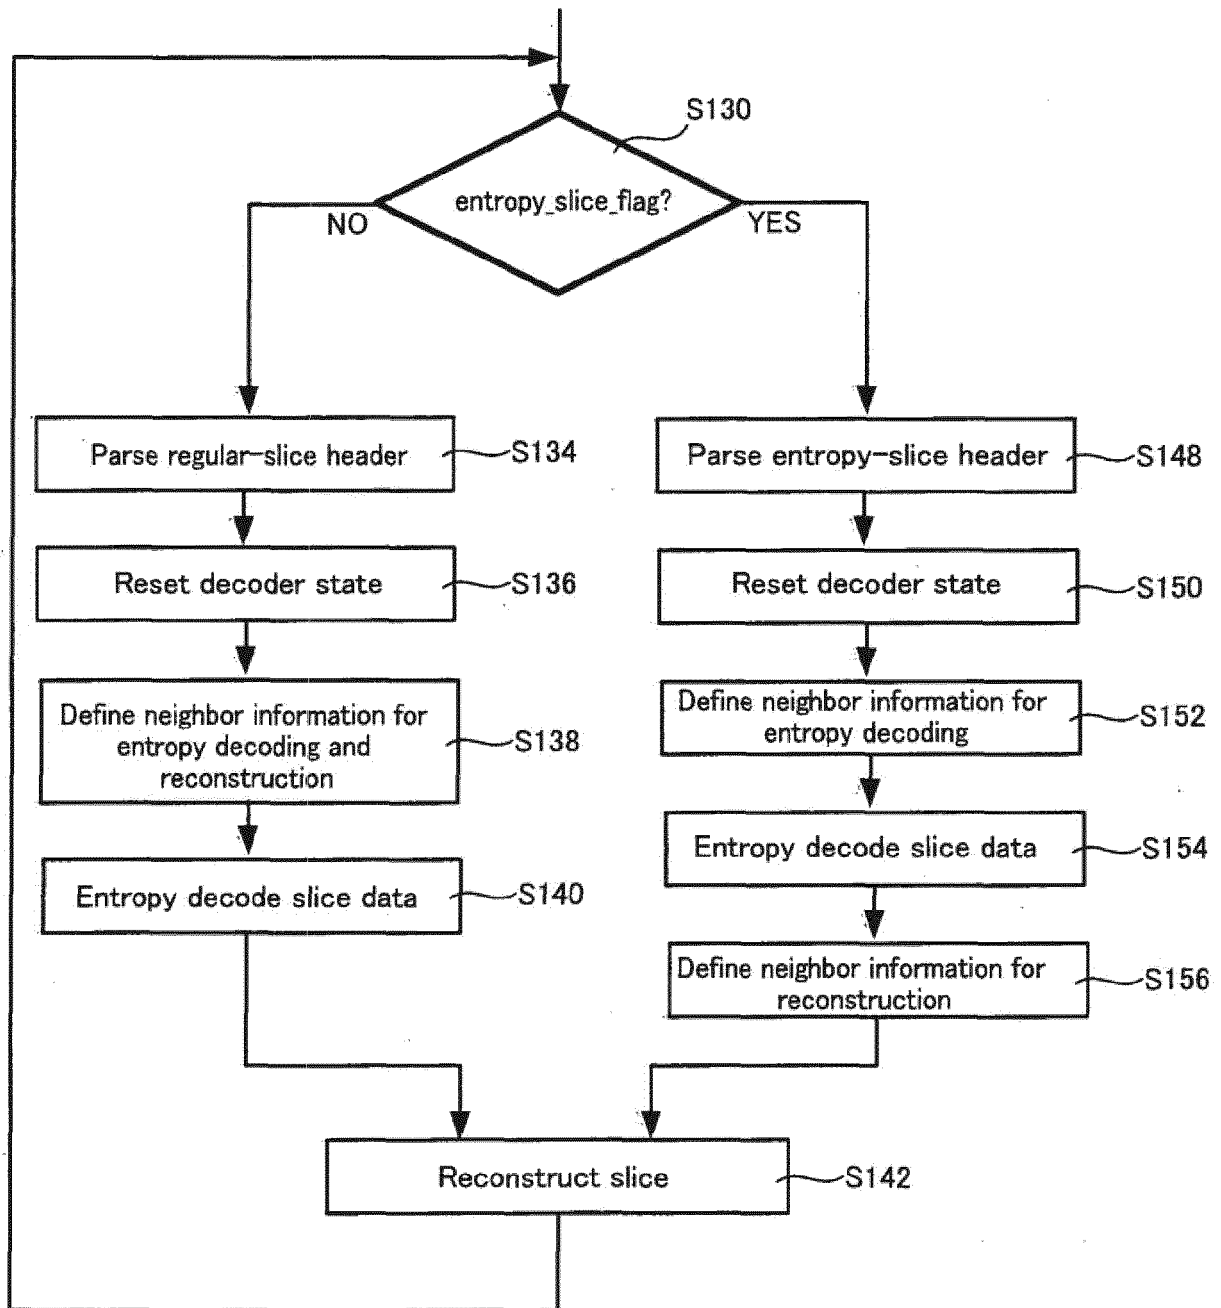 S130
entropy_slice_flag?
NO
YES
Parse regular-slice header
S134
Reset decoder state
S136
Define neighbor information for
entropy decoding and
reconstruction
S138
Entropy decode slice data
S140
Parse entropy-slice header
S148
Reset decoder state
S150
Define neighbor information for
entropy decoding
S152
Entropy decode slice data
S154
Define neighbor information for
reconstruction
S156
Reconstruct slice
S142